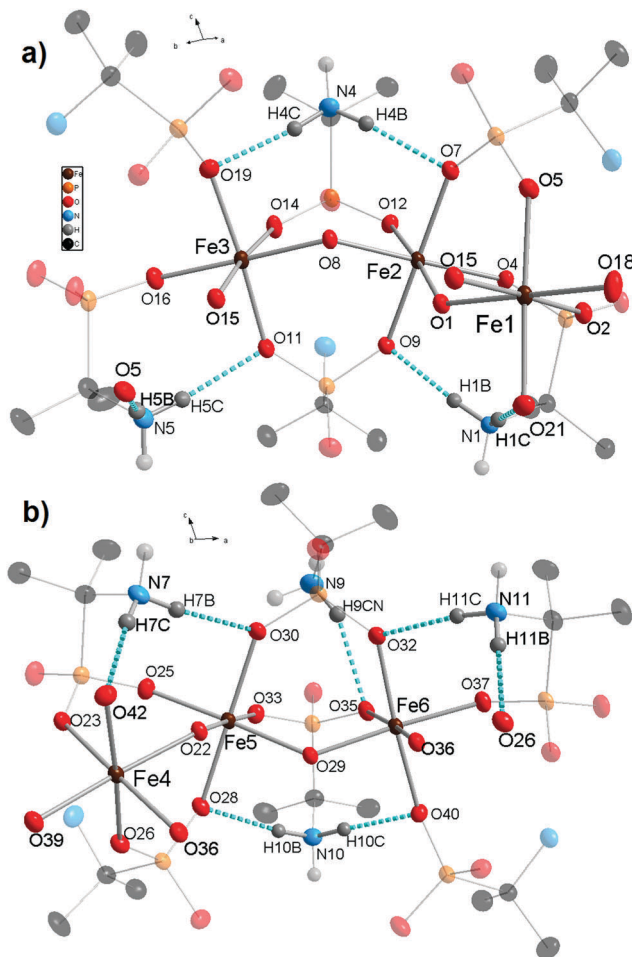 a)
c
b
a
N4
H4C
H4B
O19
O7
O5
Fe
P
O
N
H
C
O14
O12
Fe3
O8
Fe2
O15
O4
O18
O16
O15
O1
Fe1
O2
O11
O9
O5
H5B
H5C
N5
H1B
N1
H1C
O21
b)
c
b
a
N7
H7B
H7C
N9
H9CN
H11C
N11
H11B
O30
O32
O25
O42
O33
O35
Fe6
O37
O23
O22
Fe5
O36
O26
Fe4
O29
O28
O40
O39
O26
O36
H10B
N10
H10C